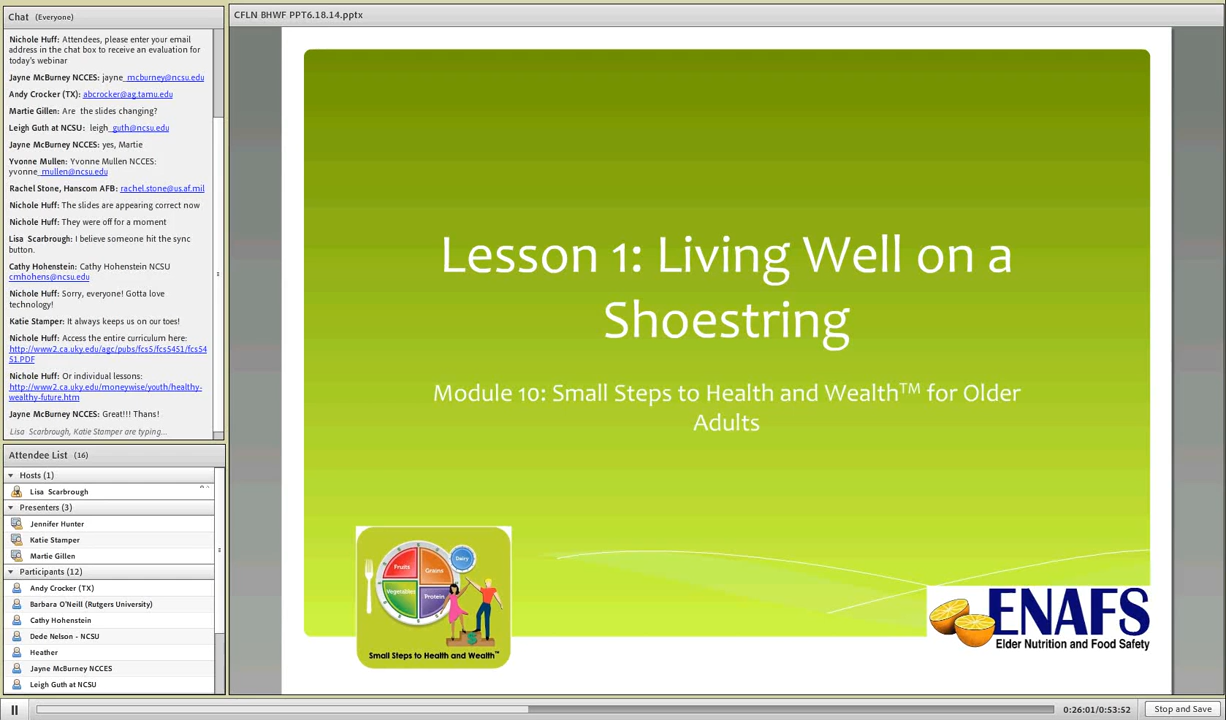 Chat (Everyone)
Nichole Huff: Attendees, please enter your email
address in the chat box to receive an evaluation for
today's webinar
Jayne McBurney NCCES: jayne_mcburney@ncsu.edu
Andy Crocker (TX): abcrocker@ag.tamu.edu
Martie Gillen: Are the slides changing?
Leigh Guth at NCSU: leigh_guth@ncsu.edu
Jayne McBurney NCCES: yes, Martie
Yvonne Mullen: Yvonne Mullen NCCES:
yvonne_mullen@ncsu.edu
Rachel Stone, Hanscom AFB: rachel.stone@us.af.mil
Nichole Huff: The slides are appearing correct now
Nichole Huff: They were off for a moment
Lisa Scarbrough: I believe someone hit the sync
button.
Cathy Hohenstein: Cathy Hohenstein NCSU
cmhohens@ncsu.edu
Nichole Huff: Sorry, everyone! Gotta love
technology!
Katie Stamper: It always keeps us on our toes!
Nichole Huff: Access the entire curriculum here:
http://www2.ca.uky.edu/agc/pubs/fcs5/fcs5451/fcs54
51.PDF
Nichole Huff: Or individual lessons:
http://www2.ca.uky.edu/moneywise/youth/healthy-
wealthy-future.htm
Jayne McBurney NCCES: Great!!! Thans!
Lisa Scarbrough, Katie Stamper are typing...
Attendee List (16)
Hosts (1)
Lisa Scarbrough
Presenters (3)
Jennifer Hunter
Katie Stamper
Martie Gillen
Participants (12)
Andy Crocker (TX)
Barbara O'Neill (Rutgers University)
Cathy Hohenstein
Dede Nelson - NCSU
Heather
Jayne McBurney NCCES
Leigh Guth at NCSU
CFLN BHWF PPT6.18.14.pptx
Lesson 1: Living Well on a
Shoestring
Module 10: Small Steps to Health and Wealth™ for Older
Adults
Dairy
Fruits
Grains
Vegetables
Protein
$
Small Steps to Health and Wealth™
ENAFS
Elder Nutrition and Food Safety
0:26:01/0:53:52
Stop and Save